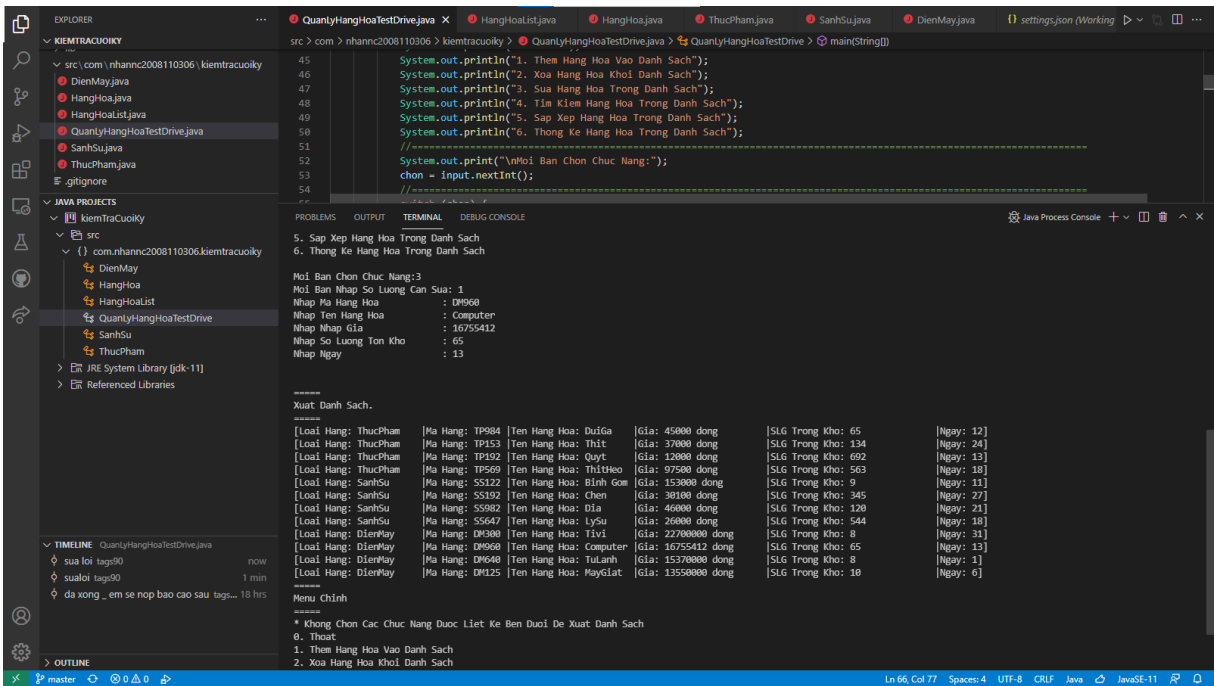 EXPLORER ···
QuanLyHangHoaTestDrive.java × HangHoaList.java HangHoa.java ThucPham.java SanhSu.java DienMay.java {} settings.json (Working
KIEMTRACUOIKY
src > com > nhannc2008110306 > kiemtracuoiky > QuanLyHangHoaTestDrive.java > QuanLyHangHoaTestDrive > main(String[])
lib
src\com\nhannc2008110306\kiemtracuoiky
DienMay.java
HangHoa.java
HangHoaList.java
QuanLyHangHoaTestDrive.java
SanhSu.java
ThucPham.java
.gitignore
JAVA PROJECTS
kiemTraCuoiKy
src
{} com.nhannc2008110306.kiemtracuoiky
DienMay
HangHoa
HangHoaList
QuanLyHangHoaTestDrive
SanhSu
ThucPham
JRE System Library [jdk-11]
Referenced Libraries
TIMELINE QuanLyHangHoaTestDrive.java
sua loi tags90 now
sualoi tags90 1 min
da xong _ em se nop bao cao sau tags... 18 hrs
OUTLINE
45 System.out.println("1. Them Hang Hoa Vao Danh Sach");
46 System.out.println("2. Xoa Hang Hoa Khoi Danh Sach");
47 System.out.println("3. Sua Hang Hoa Trong Danh Sach");
48 System.out.println("4. Tim Kiem Hang Hoa Trong Danh Sach");
49 System.out.println("5. Sap Xep Hang Hoa Trong Danh Sach");
50 System.out.println("6. Thong Ke Hang Hoa Trong Danh Sach");
51 //==========
52 System.out.print("\nMoi Ban Chon Chuc Nang:");
53 chon = input.nextInt();
54 //==========
55 switch (chon) {
PROBLEMS OUTPUT TERMINAL DEBUG CONSOLE Java Process Console
5. Sap Xep Hang Hoa Trong Danh Sach
6. Thong Ke Hang Hoa Trong Danh Sach
Moi Ban Chon Chuc Nang:3
Moi Ban Nhap So Luong Can Sua: 1
Nhap Ma Hang Hoa : DM960
Nhap Ten Hang Hoa : Computer
Nhap Nhap Gia : 16755412
Nhap So Luong Ton Kho : 65
Nhap Ngay : 13
=====
Xuat Danh Sach.
=====
[Loai Hang: ThucPham |Ma Hang: TP984 |Ten Hang Hoa: DuiGa |Gia: 45000 dong |SLG Trong Kho: 65 |Ngay: 12]
[Loai Hang: ThucPham |Ma Hang: TP153 |Ten Hang Hoa: Thit |Gia: 37000 dong |SLG Trong Kho: 134 |Ngay: 24]
[Loai Hang: ThucPham |Ma Hang: TP192 |Ten Hang Hoa: Quyt |Gia: 12000 dong |SLG Trong Kho: 692 |Ngay: 13]
[Loai Hang: ThucPham |Ma Hang: TP569 |Ten Hang Hoa: ThitHeo |Gia: 97500 dong |SLG Trong Kho: 563 |Ngay: 18]
[Loai Hang: SanhSu |Ma Hang: SS122 |Ten Hang Hoa: Binh Gom |Gia: 153000 dong |SLG Trong Kho: 9 |Ngay: 11]
[Loai Hang: SanhSu |Ma Hang: SS192 |Ten Hang Hoa: Chen |Gia: 30100 dong |SLG Trong Kho: 345 |Ngay: 27]
[Loai Hang: SanhSu |Ma Hang: SS982 |Ten Hang Hoa: Dia |Gia: 46000 dong |SLG Trong Kho: 120 |Ngay: 21]
[Loai Hang: SanhSu |Ma Hang: SS647 |Ten Hang Hoa: LySu |Gia: 26000 dong |SLG Trong Kho: 544 |Ngay: 18]
[Loai Hang: DienMay |Ma Hang: DM300 |Ten Hang Hoa: Tivi |Gia: 22700000 dong |SLG Trong Kho: 8 |Ngay: 31]
[Loai Hang: DienMay |Ma Hang: DM960 |Ten Hang Hoa: Computer |Gia: 16755412 dong |SLG Trong Kho: 65 |Ngay: 13]
[Loai Hang: DienMay |Ma Hang: DM640 |Ten Hang Hoa: TuLanh |Gia: 15370000 dong |SLG Trong Kho: 8 |Ngay: 1]
[Loai Hang: DienMay |Ma Hang: DM125 |Ten Hang Hoa: MayGiat |Gia: 13550000 dong |SLG Trong Kho: 10 |Ngay: 6]
=====
Menu Chinh
=====
* Khong Chon Cac Chuc Nang Duoc Liet Ke Ben Duoi De Xuat Danh Sach
0. Thoat
1. Them Hang Hoa Vao Danh Sach
2. Xoa Hang Hoa Khoi Danh Sach
master 0 0 Ln 66, Col 77 Spaces: 4 UTF-8 CRLF Java JavaSE-11